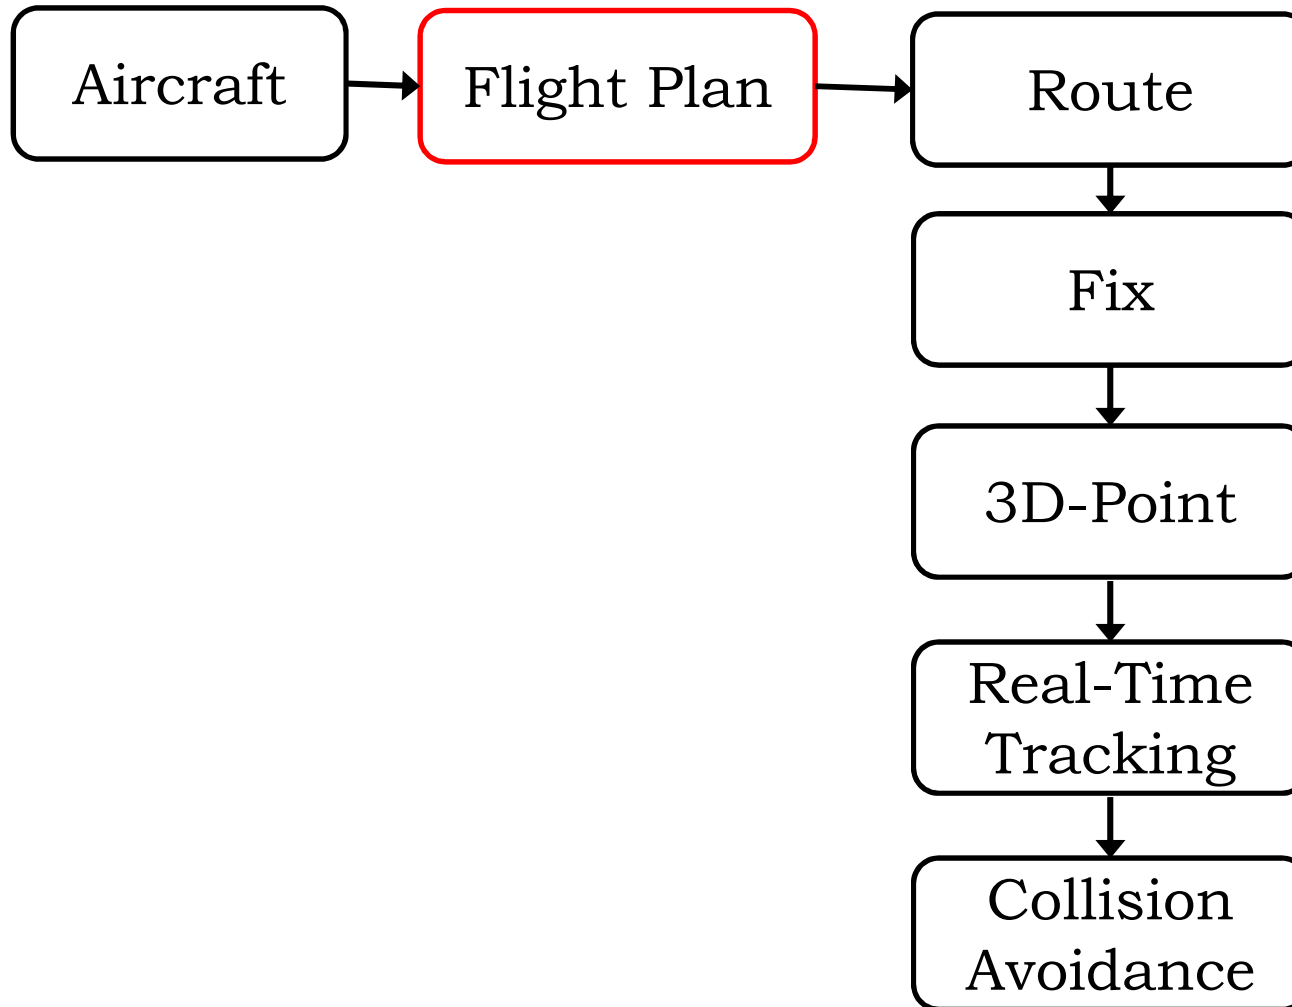 Aircraft
Flight Plan
Route
Fix
3D-Point
Real-Time
Tracking
Collision
Avoidance